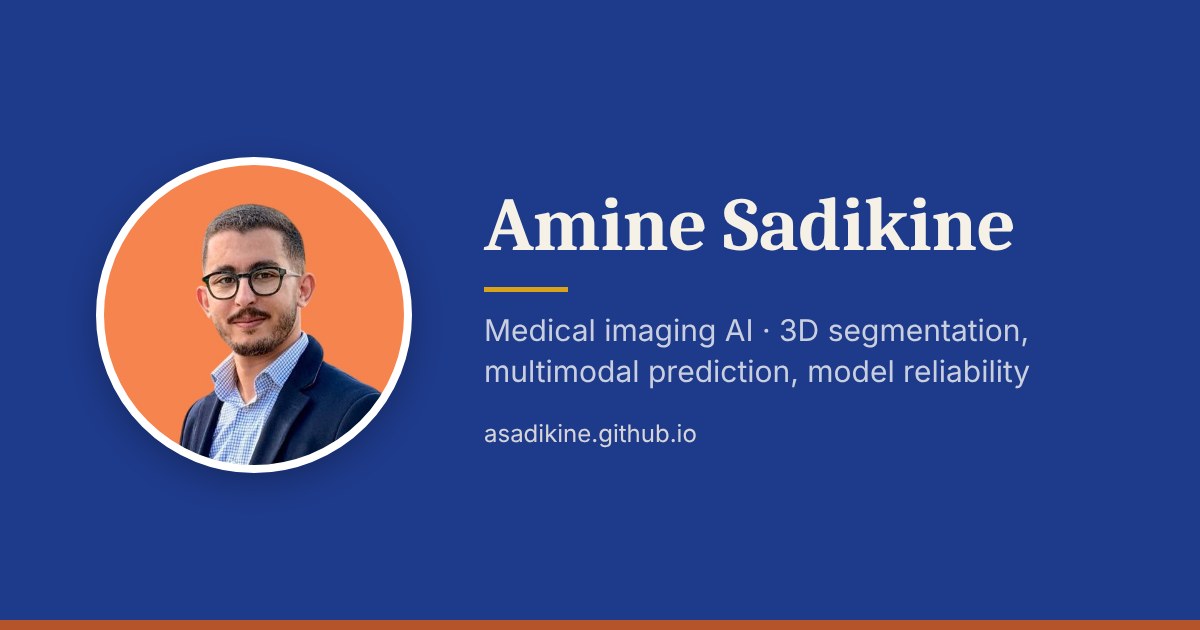 Amine Sadikine
Medical imaging AI · 3D segmentation,
multimodal prediction, model reliability
asadikine.github.io